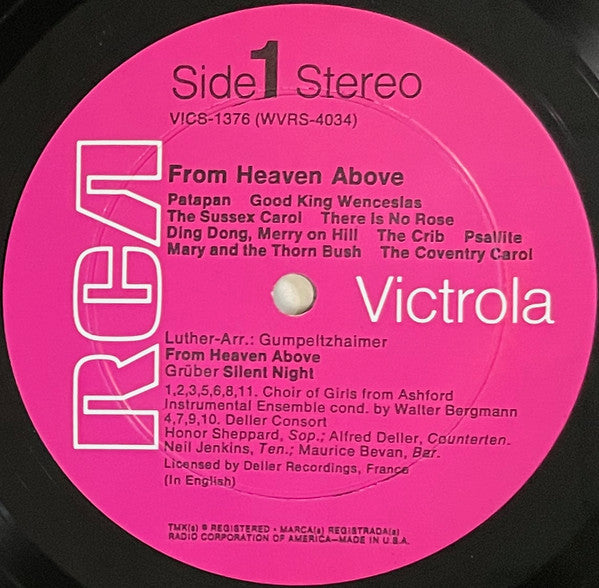 Side 1 Stereo
VICS-1376 (WVRS-4034)
RCA
From Heaven Above
Patapan Good King Wenceslas
The Sussex Carol There Is No Rose
Ding Dong, Merry on Hill The Crib Psallite
Mary and the Thorn Bush The Coventry Carol
Victrola
Luther-Arr.: Gumpeltzhaimer
From Heaven Above
Grüber Silent Night
1,2,3,5,6,8,11. Choir of Girls from Ashford
Instrumental Ensemble cond. by Walter Bergmann
4,7,9,10. Deller Consort
Honor Sheppard, Sop.; Alfred Deller, Counterten.
Neil Jenkins, Ten.; Maurice Bevan, Bar.
Licensed by Deller Recordings, France
(In English)
TMK(s) ® REGISTERED • MARCA(s) REGISTRADA(s)
RADIO CORPORATION OF AMERICA—MADE IN U.S.A.